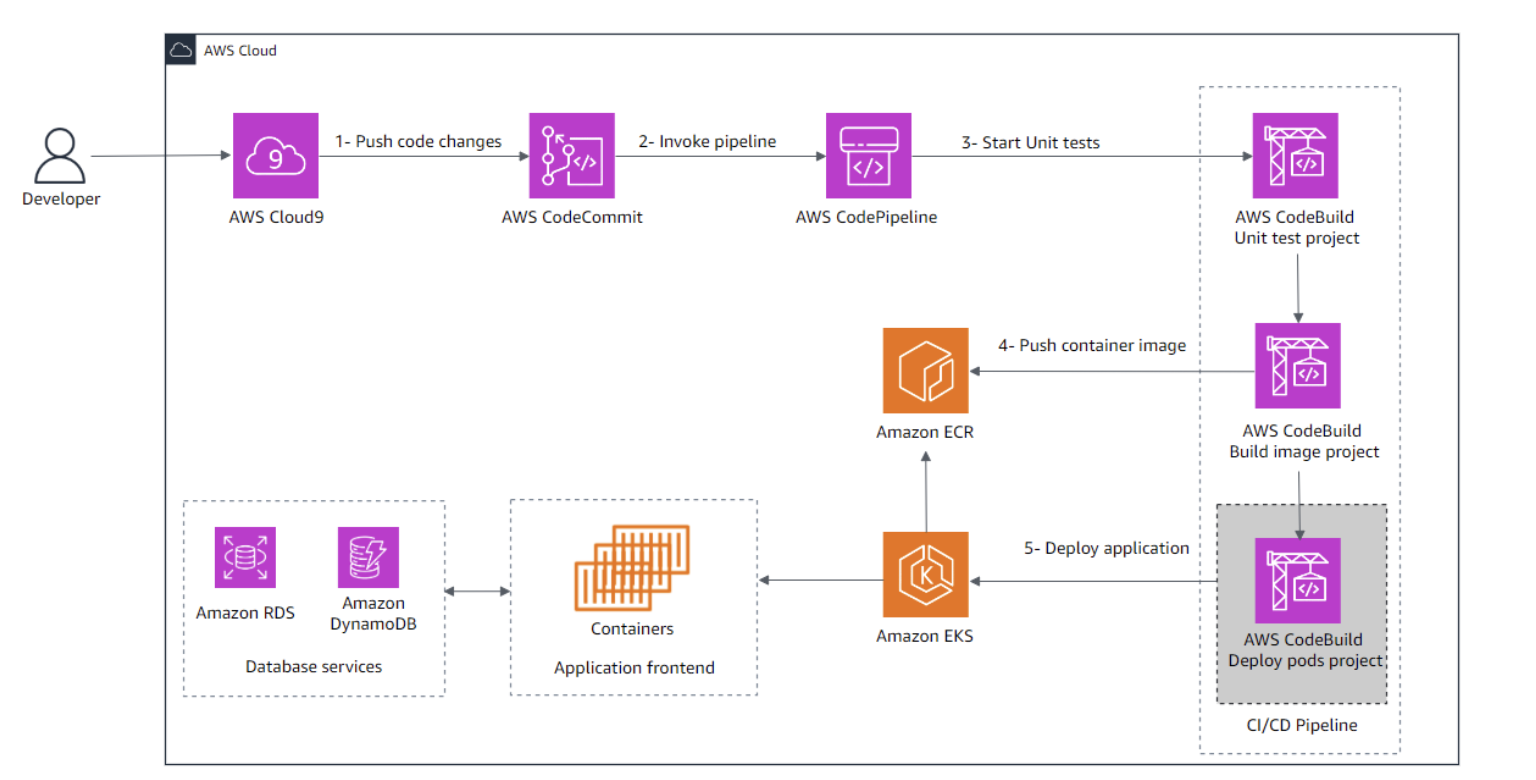 AWS Cloud
1- Push code changes
2- Invoke pipeline
3- Start Unit tests
9
</>
</>
</>
Developer
AWS Cloud9
AWS CodeCommit
AWS CodePipeline
AWS CodeBuild
Unit test project
4- Push container image
</>
Amazon ECR
AWS CodeBuild
Build image project
5- Deploy application
K
</>
Amazon RDS
Amazon
DynamoDB
Database services
Containers
Application frontend
Amazon EKS
AWS CodeBuild
Deploy pods project
CI/CD Pipeline